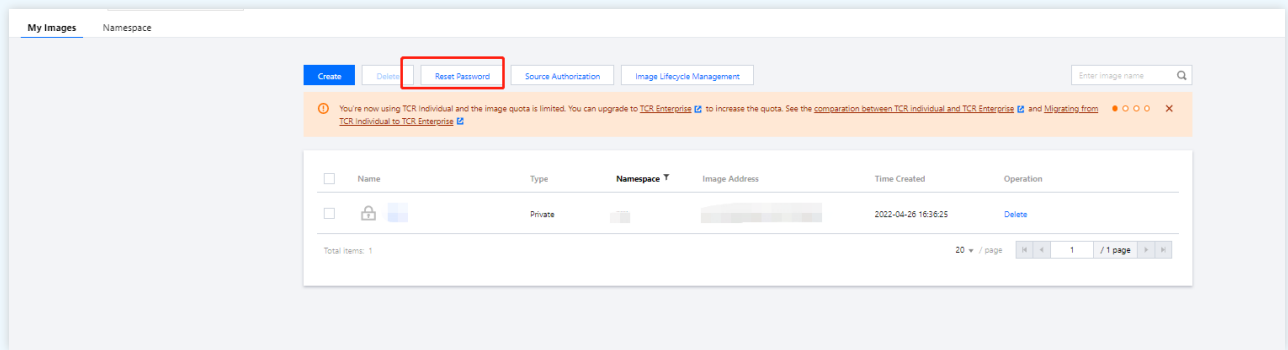 My Images Namespace
Create Delete Reset Password Source Authorization Image Lifecycle Management Enter image name
You're now using TCR Individual and the image quota is limited. You can upgrade to TCR Enterprise to increase the quota. See the comparation between TCR individual and TCR Enterprise and Migrating from
TCR Individual to TCR Enterprise
Name Type Namespace Image Address Time Created Operation
Private 2022-04-26 16:36:25 Delete
Total items: 1 20 / page 1 / 1 page